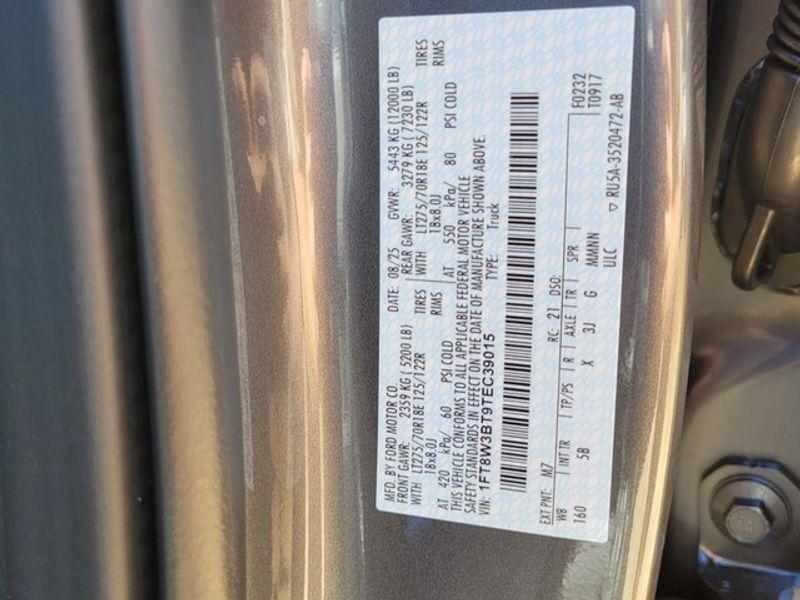 MFD. BY FORD MOTOR CO.
DATE: 08/25 GVWR: 5443 KG (12000 LB)
FRONT GAWR: 2359 KG ( 5200 LB) REAR GAWR: 3279 KG ( 7230 LB)
WITH LT275/70R18E 125/122R TIRES WITH LT275/70R18E 125/122R TIRES
18x8.0J RIMS 18x8.0J RIMS
AT 420 kPa/ 60 PSI COLD AT 550 kPa/ 80 PSI COLD
THIS VEHICLE CONFORMS TO ALL APPLICABLE FEDERAL MOTOR VEHICLE
SAFETY STANDARDS IN EFFECT ON THE DATE OF MANUFACTURE SHOWN ABOVE.
VIN: 1FT8W3BT9TEC39015 TYPE: Truck
F0232
T0917
EXT PNT: M7 RC: 21 DSO:
WB INT TR TP/PS R AXLE TR SPR
160 5B X 3J G MMNN
ULC
▽ RU5A-3520472-AB